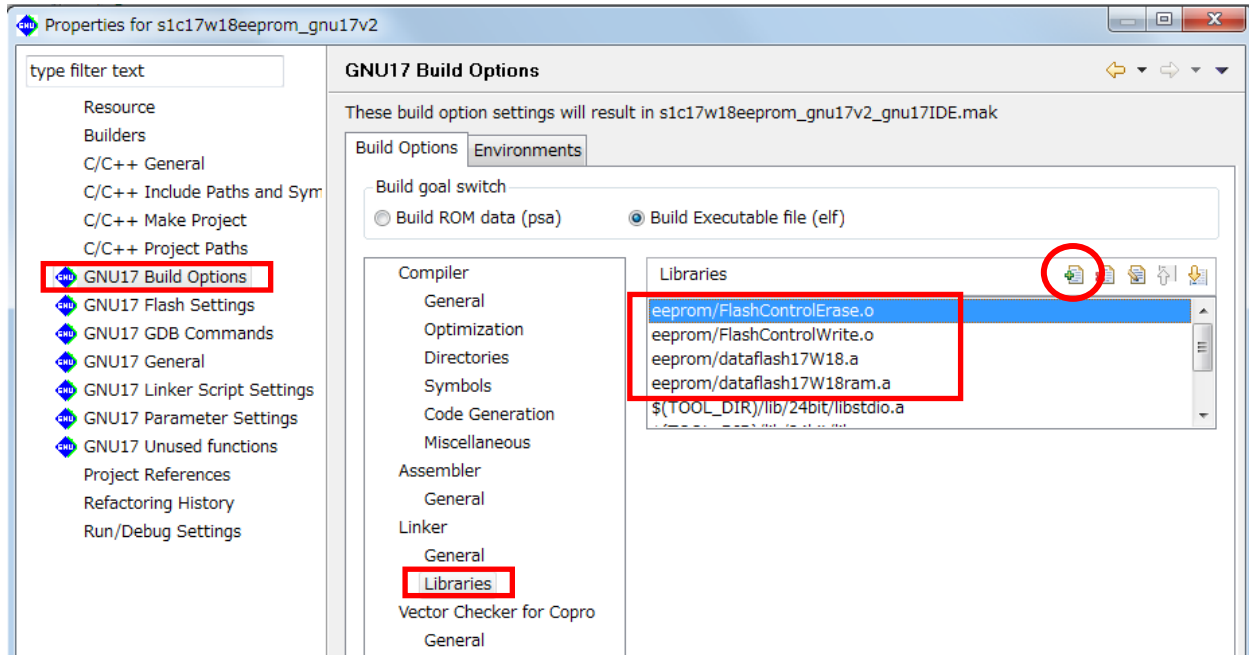 Properties for s1c17w18eeprom_gnu17v2
type filter text
Resource
Builders
C/C++ General
C/C++ Include Paths and Sym
C/C++ Make Project
C/C++ Project Paths
GNU17 Build Options
GNU17 Flash Settings
GNU17 GDB Commands
GNU17 General
GNU17 Linker Script Settings
GNU17 Parameter Settings
GNU17 Unused functions
Project References
Refactoring History
Run/Debug Settings
GNU17 Build Options
These build option settings will result in s1c17w18eeprom_gnu17v2_gnu17IDE.mak
Build Options
Environments
Build goal switch
Build ROM data (psa)
Build Executable file (elf)
Compiler
General
Optimization
Directories
Symbols
Code Generation
Miscellaneous
Assembler
General
Linker
General
Libraries
Vector Checker for Copro
General
Libraries
eeprom/FlashControlErase.o
eeprom/FlashControlWrite.o
eeprom/dataflash17W18.a
eeprom/dataflash17W18ram.a
$(TOOL_DIR)/lib/24bit/libstdio.a